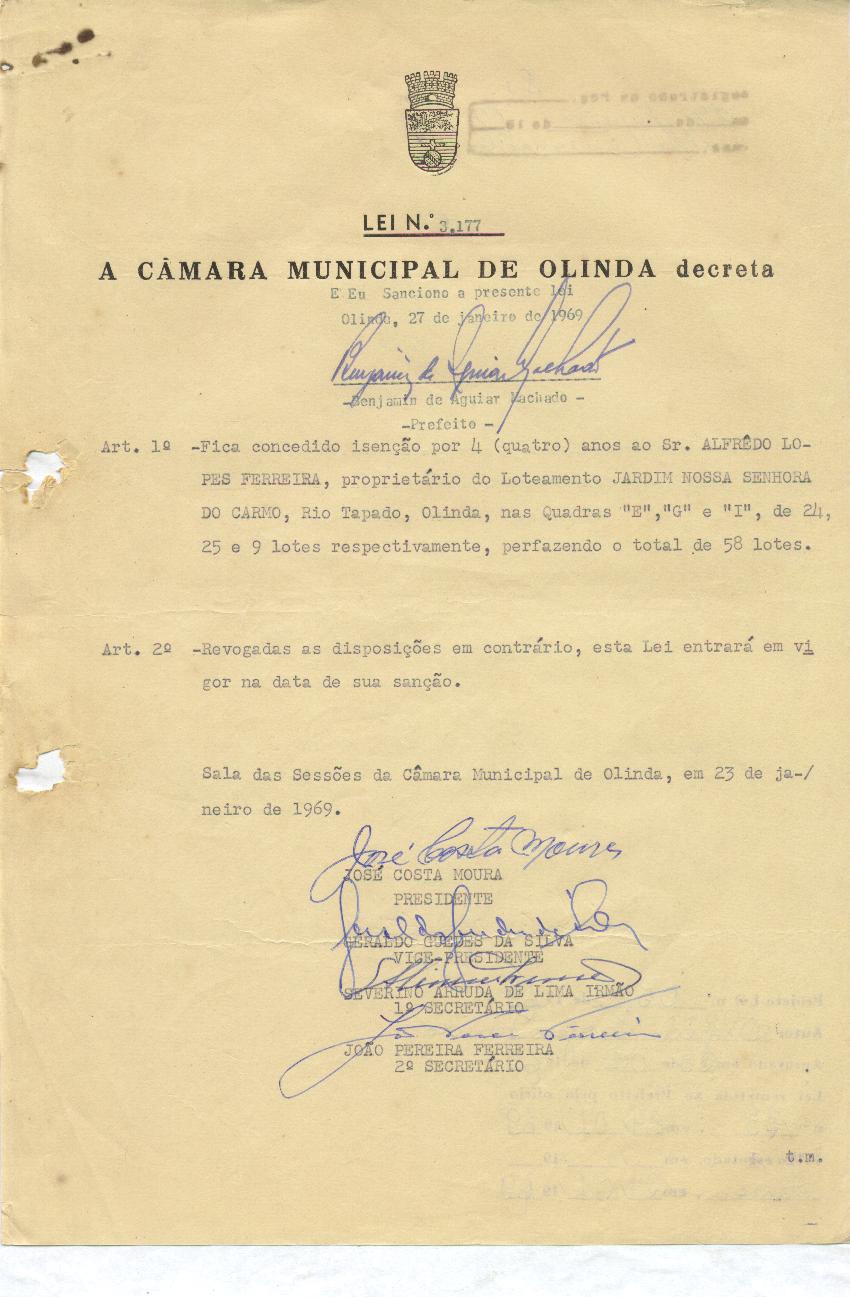 LEI N.º 3.177
A CÂMARA MUNICIPAL DE OLINDA decreta
E Eu Sanciono a presente lei
Olinda, 27 de janeiro de 1969
Benjamin de Aguiar Machado
-Benjamin de Aguiar Machado -
-Prefeito -
Art. 1º -Fica concedido isenção por 4 (quatro) anos ao Sr. ALFRÊDO LO-
PES FERREIRA, proprietário do Loteamento JARDIM NOSSA SENHORA
DO CARMO, Rio Tapado, Olinda, nas Quadras "E","G" e "I", de 24,
25 e 9 lotes respectivamente, perfazendo o total de 58 lotes.
Art. 2º -Revogadas as disposições em contrário, esta Lei entrará em vi
gor na data de sua sanção.
Sala das Sessões da Câmara Municipal de Olinda, em 23 de ja-/
neiro de 1969.
José Costa Moura
JOSÉ COSTA MOURA
PRESIDENTE
GERALDO GUEDES DA SILVA
VICE-PRESIDENTE
SEVERINO ARRUDA DE LIMA IRMÃO
1º SECRETÁRIO
João Pereira Ferreira
JOÃO PEREIRA FERREIRA
2º SECRETÁRIO
t.m.